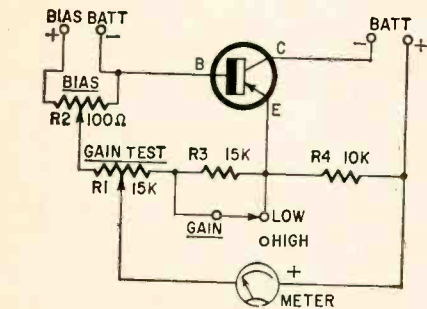 BIAS BATT
BATT
+ -
- +
B C
E
BIAS
R2 100Ω
GAIN TEST
R1 15K
R3 15K
R4 10K
GAIN
LOW
HIGH
+
METER